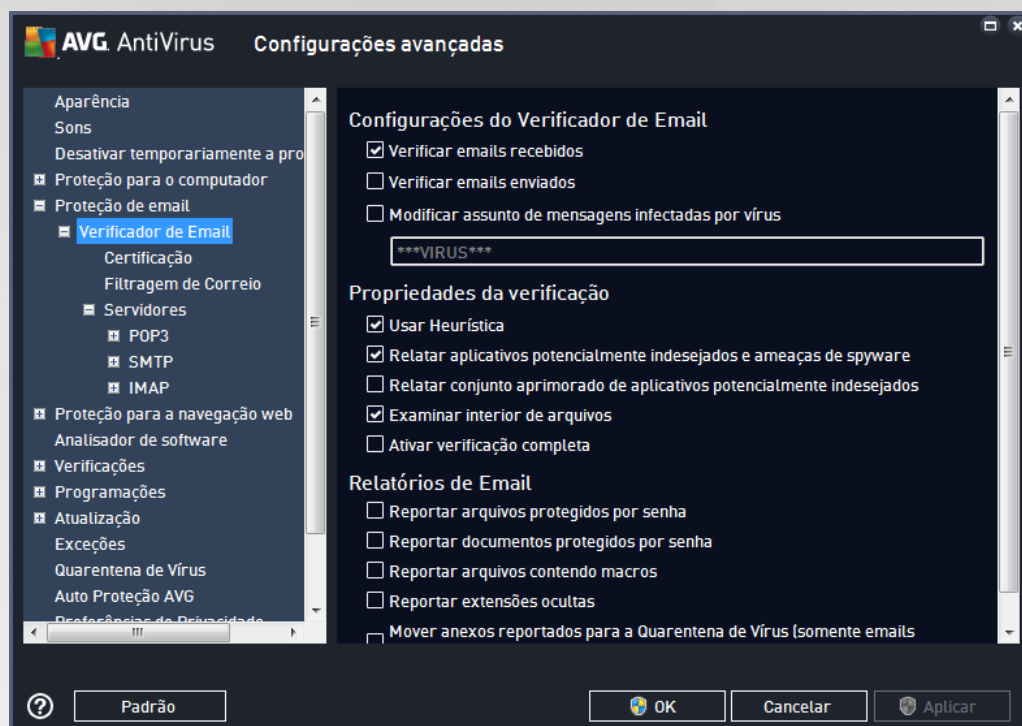 AVG. AntiVirus Configurações avançadas
Aparência
Sons
Desativar temporariamente a pro
Proteção para o computador
Proteção de email
Verificador de Email
Certificação
Filtragem de Correio
Servidores
POP3
SMTP
IMAP
Proteção para a navegação web
Analisador de software
Verificações
Programações
Atualização
Exceções
Quarentena de Vírus
Auto Proteção AVG
Preferências de Privacidade
Configurações do Verificador de Email
Verificar emails recebidos
Verificar emails enviados
Modificar assunto de mensagens infectadas por vírus
***VIRUS***
Propriedades da verificação
Usar Heurística
Relatar aplicativos potencialmente indesejados e ameaças de spyware
Relatar conjunto aprimorado de aplicativos potencialmente indesejados
Examinar interior de arquivos
Ativar verificação completa
Relatórios de Email
Reportar arquivos protegidos por senha
Reportar documentos protegidos por senha
Reportar arquivos contendo macros
Reportar extensões ocultas
Mover anexos reportados para a Quarentena de Vírus (somente emails
Padrão
OK
Cancelar
Aplicar